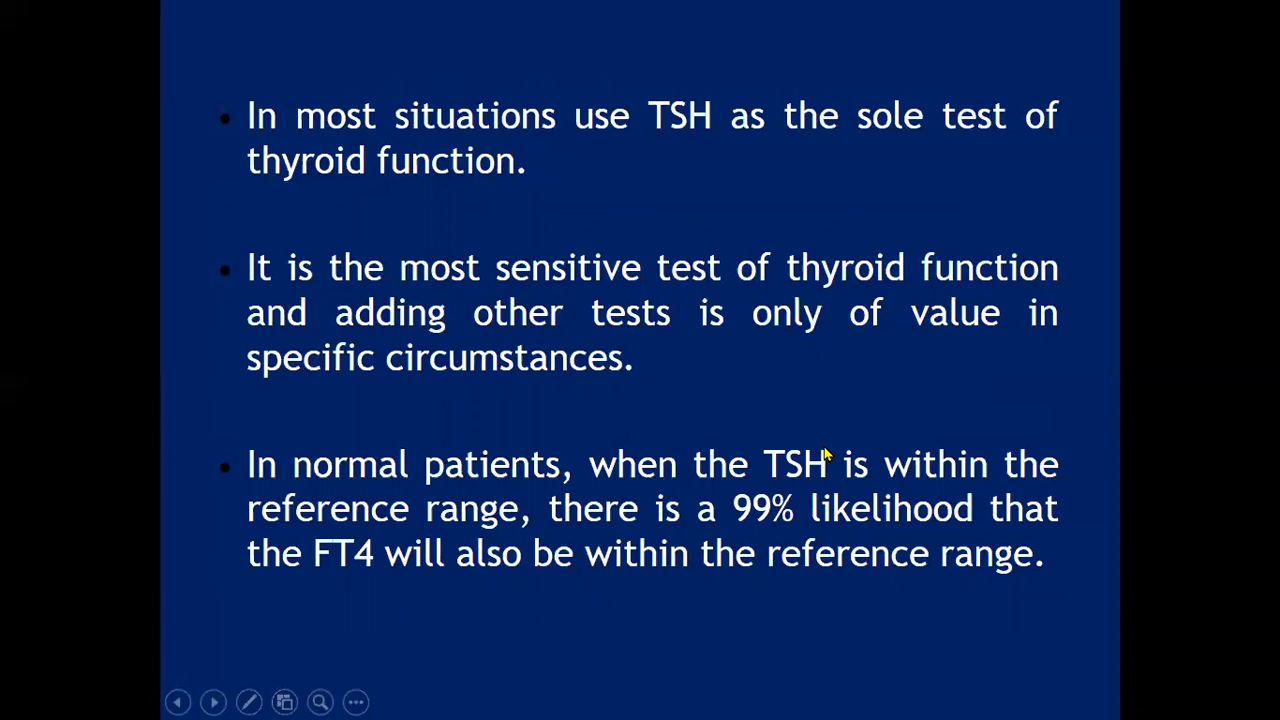 • In most situations use TSH as the sole test of
thyroid function.
• It is the most sensitive test of thyroid function
and adding other tests is only of value in
specific circumstances.
• In normal patients, when the TSH is within the
reference range, there is a 99% likelihood that
the FT4 will also be within the reference range.